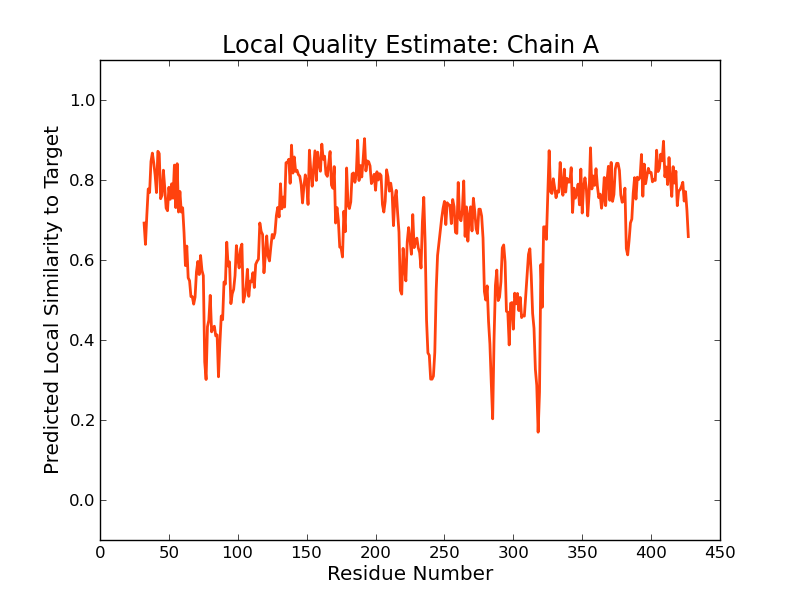 Local Quality Estimate: Chain A
Predicted Local Similarity to Target
1.0
0.8
0.6
0.4
0.2
0.0
0 50 100 150 200 250 300 350 400 450
Residue Number